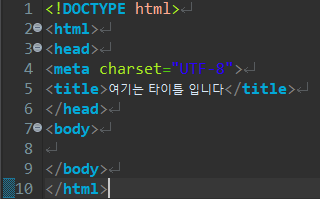 1 <!DOCTYPE html>
2 <html>
3 <head>
4 <meta charset="UTF-8">
5 <title>여기는 타이틀 입니다</title>
6 </head>
7 <body>
8
9 </body>
10 </html>